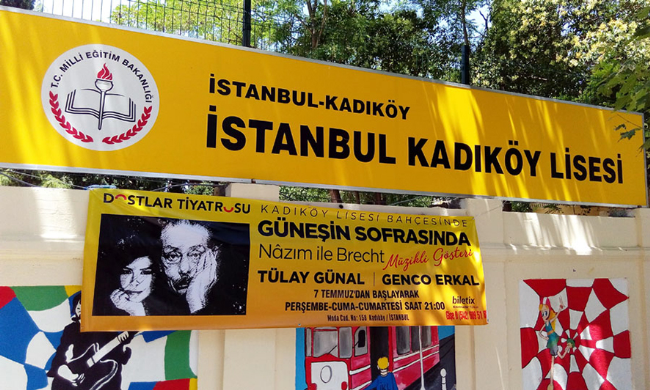 T.C. MİLLİ EĞİTİM BAKANLIĞI
İSTANBUL-KADIKÖY
İSTANBUL KADIKÖY LİSESİ
DOSTLAR TİYATROSU
KADIKÖY LİSESİ BAHÇESİNDE
GÜNEŞİN SOFRASINDA
Nâzım ile Brecht Müzikli Gösteri
TÜLAY GÜNAL | GENCO ERKAL
7 TEMMUZ'DAN BAŞLAYARAK
PERŞEMBE-CUMA-CUMARTESİ SAAT 21:00
Moda Cad. No: 158 Kadıköy / İSTANBUL
biletix